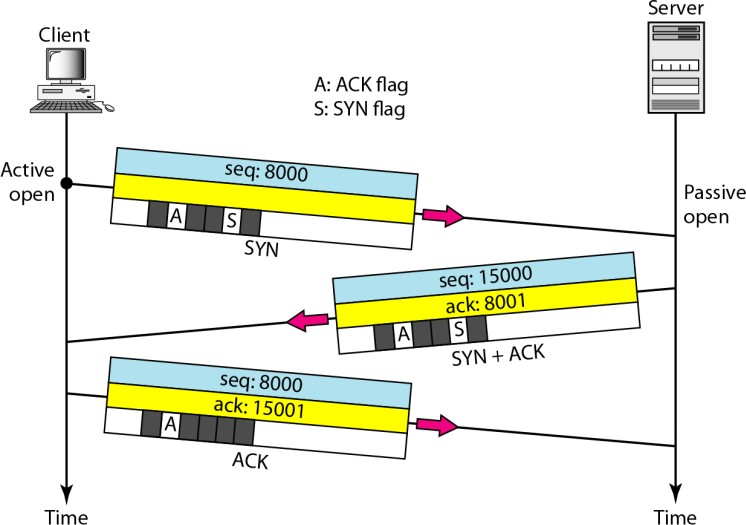 Client
Server
A: ACK flag
S: SYN flag
Active
open
Passive
open
seq: 8000
A S
SYN
seq: 15000
ack: 8001
A S
SYN + ACK
seq: 8000
ack: 15001
A
ACK
Time
Time